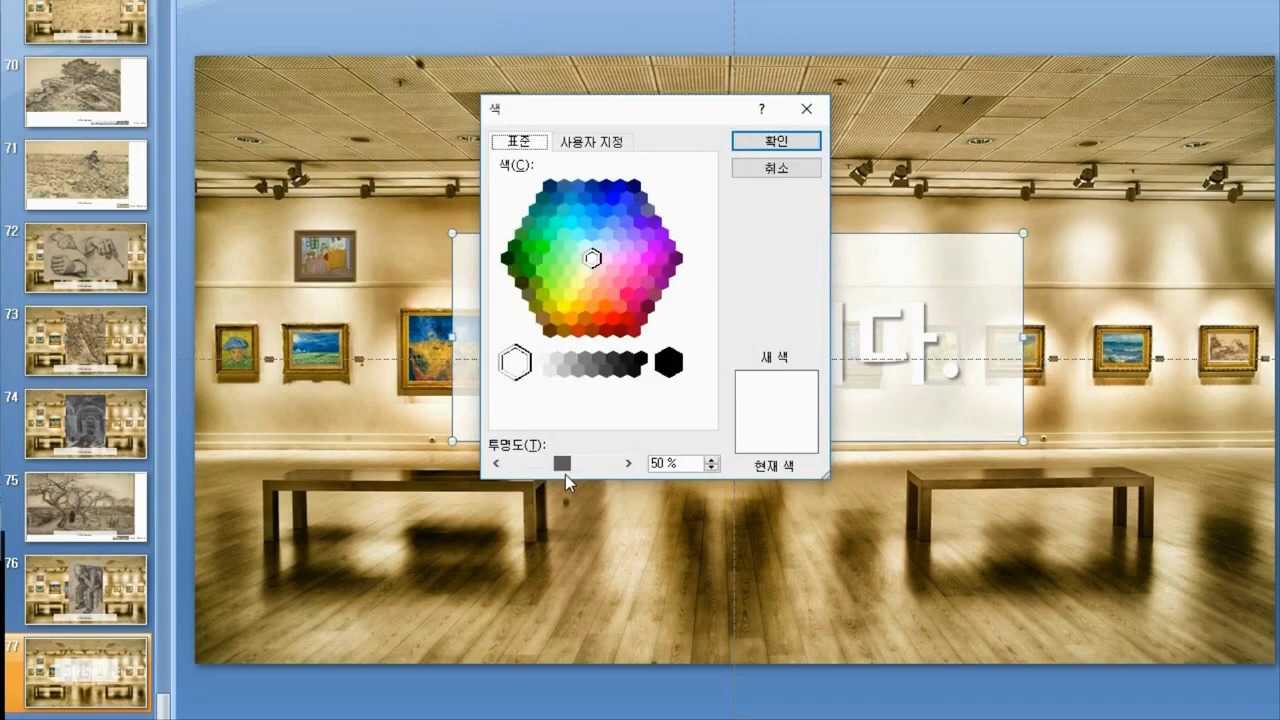 70
71
72
73
74
75
76
77
색
?
표준
사용자 지정
확인
색(C):
취소
다.
새 색
투명도(T):
50 %
현재 색